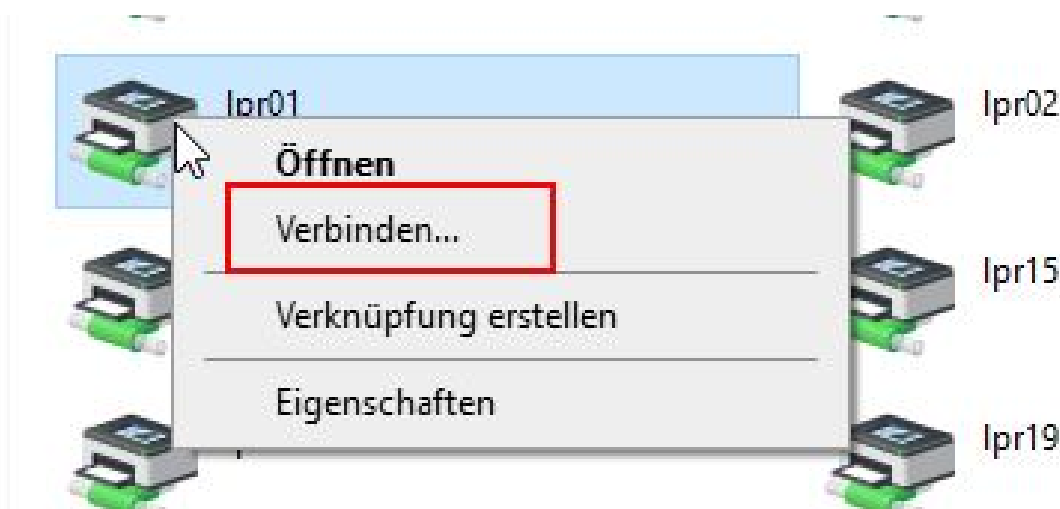 lpr01
lpr02
Öffnen
Verbinden...
lpr15
Verknüpfung erstellen
Eigenschaften
lpr19